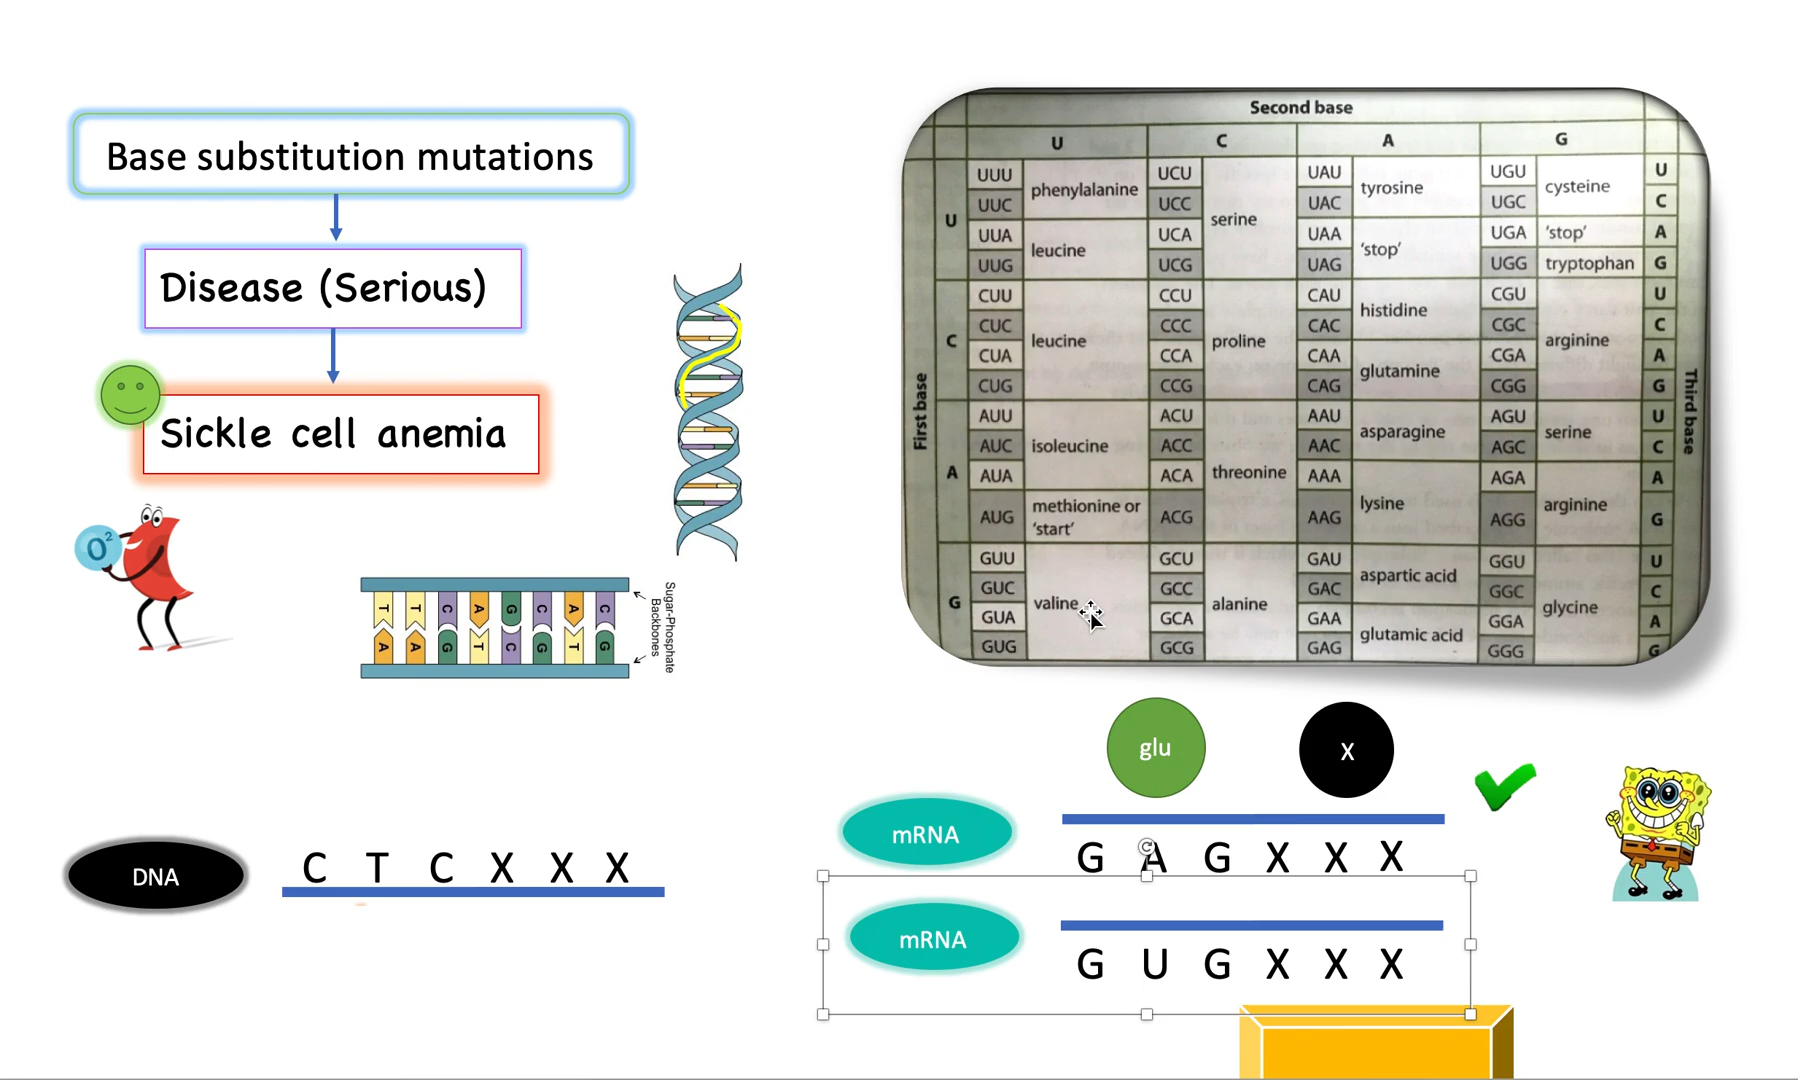 Base substitution mutations
Disease (Serious)
Sickle cell anemia
O2
T T C A G C A C
A A G T C G T G
Sugar-Phosphate
Backbones
DNA
C T C X X X
Second base
U C A G
First base
Third base
U
UUU phenylalanine UCU serine UAU tyrosine UGU cysteine U
UUC UCC UAC UGC C
UUA leucine UCA UAA 'stop' UGA 'stop' A
UUG UCG UAG UGG tryptophan G
C
CUU leucine CCU proline CAU histidine CGU arginine U
CUC CCC CAC CGC C
CUA CCA CAA glutamine CGA A
CUG CCG CAG CGG G
A
AUU isoleucine ACU threonine AAU asparagine AGU serine U
AUC ACC AAC AGC C
AUA ACA AAA lysine AGA arginine A
AUG methionine or 'start' ACG AAG AGG G
G
GUU valine GCU alanine GAU aspartic acid GGU glycine U
GUC GCC GAC GGC C
GUA GCA GAA glutamic acid GGA A
GUG GCG GAG GGG G
glu
X
mRNA
G A G X X X
mRNA
G U G X X X